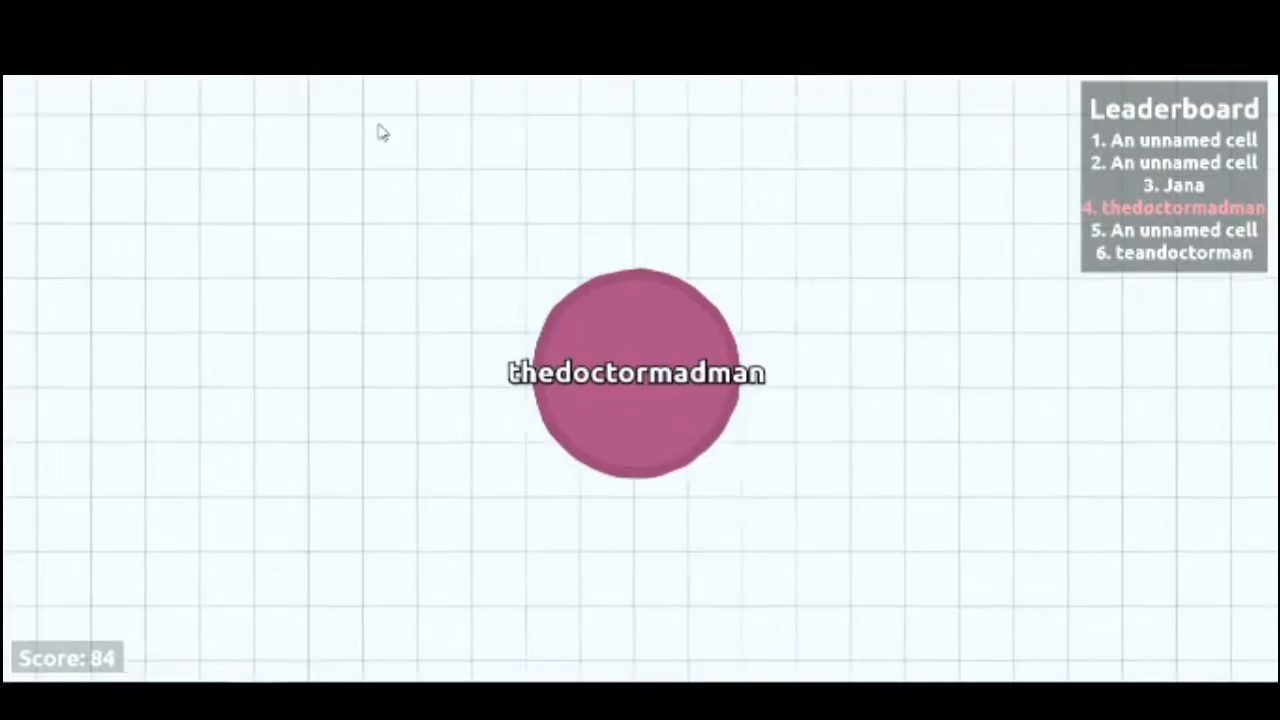 Leaderboard
1. An unnamed cell
2. An unnamed cell
3. Jana
4. thedoctormadman
5. An unnamed cell
6. teandoctorman
thedoctormadman
Score: 84